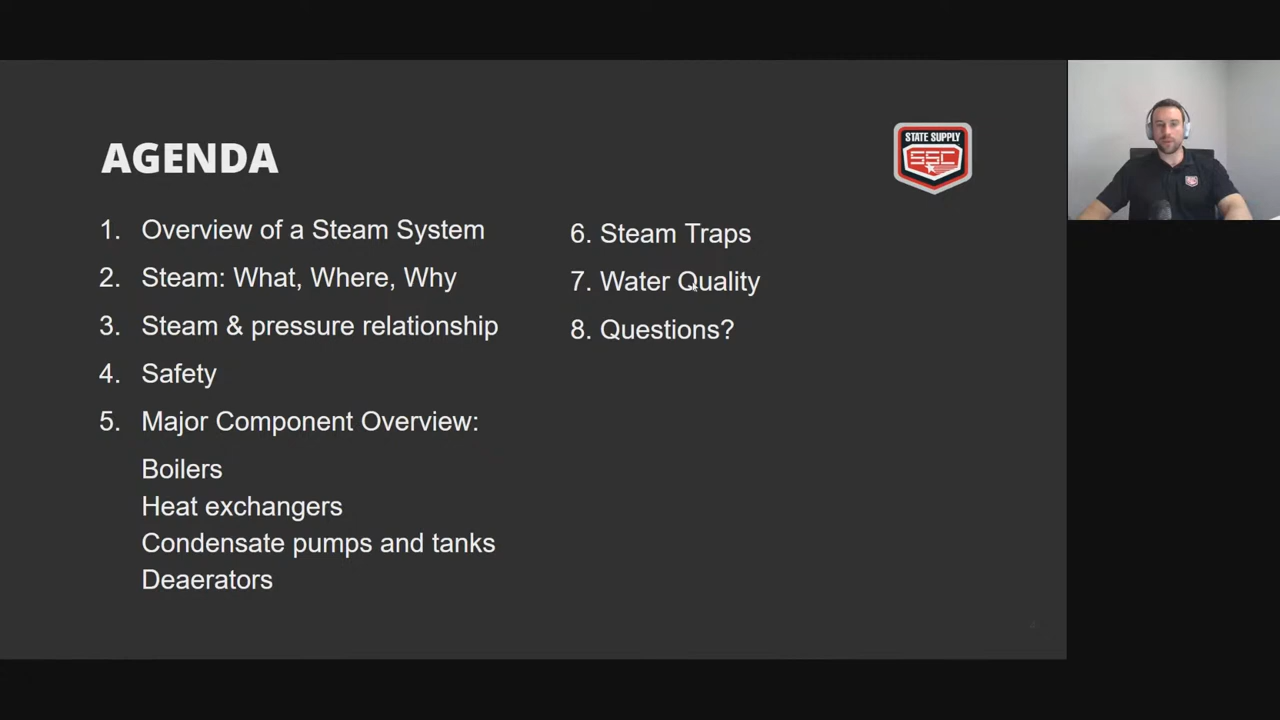 AGENDA
STATE SUPPLY
SSC
1. Overview of a Steam System
2. Steam: What, Where, Why
3. Steam & pressure relationship
4. Safety
5. Major Component Overview:
Boilers
Heat exchangers
Condensate pumps and tanks
Deaerators
6. Steam Traps
7. Water Quality
8. Questions?